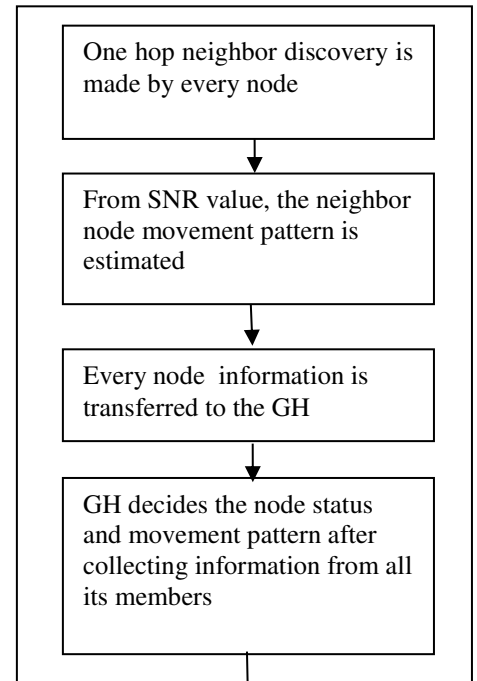 One hop neighbor discovery is
made by every node
From SNR value, the neighbor
node movement pattern is
estimated
Every node information is
transferred to the GH
GH decides the node status
and movement pattern after
collecting information from all
its members